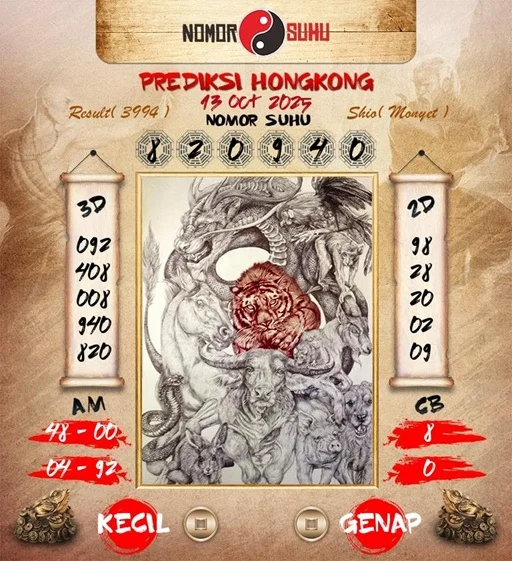 NOMOR SUHU
PREDIKSI HONGKONG
13 Oct 2025
Result( 3994 )
Shio( Monyet )
NOMOR SUHU
8 2 0 9 4 0
3D
092
408
008
940
820
2D
98
28
20
02
09
AM
48 - 00
04 - 92
CB
8
0
KECIL
GENAP